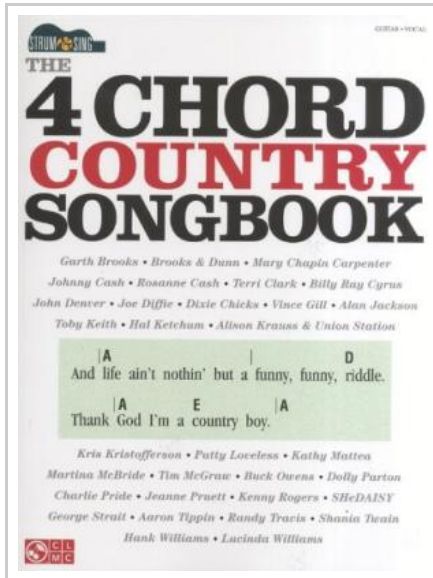 STRUM & SING
GUITAR • VOCAL
THE
4 CHORD
COUNTRY
SONGBOOK
Garth Brooks • Brooks & Dunn • Mary Chapin Carpenter
Johnny Cash • Rosanne Cash • Terri Clark • Billy Ray Cyrus
John Denver • Joe Diffie • Dixie Chicks • Vince Gill • Alan Jackson
Toby Keith • Hal Ketchum • Alison Krauss & Union Station
|A | D
And life ain't nothin' but a funny, funny, riddle.
|A E |A
Thank God I'm a country boy.
Kris Kristofferson • Patty Loveless • Kathy Mattea
Martina McBride • Tim McGraw • Buck Owens • Dolly Parton
Charlie Pride • Jeanne Pruett • Kenny Rogers • SHeDAISY
George Strait • Aaron Tippin • Randy Travis • Shania Twain
Hank Williams • Lucinda Williams
CL
MC